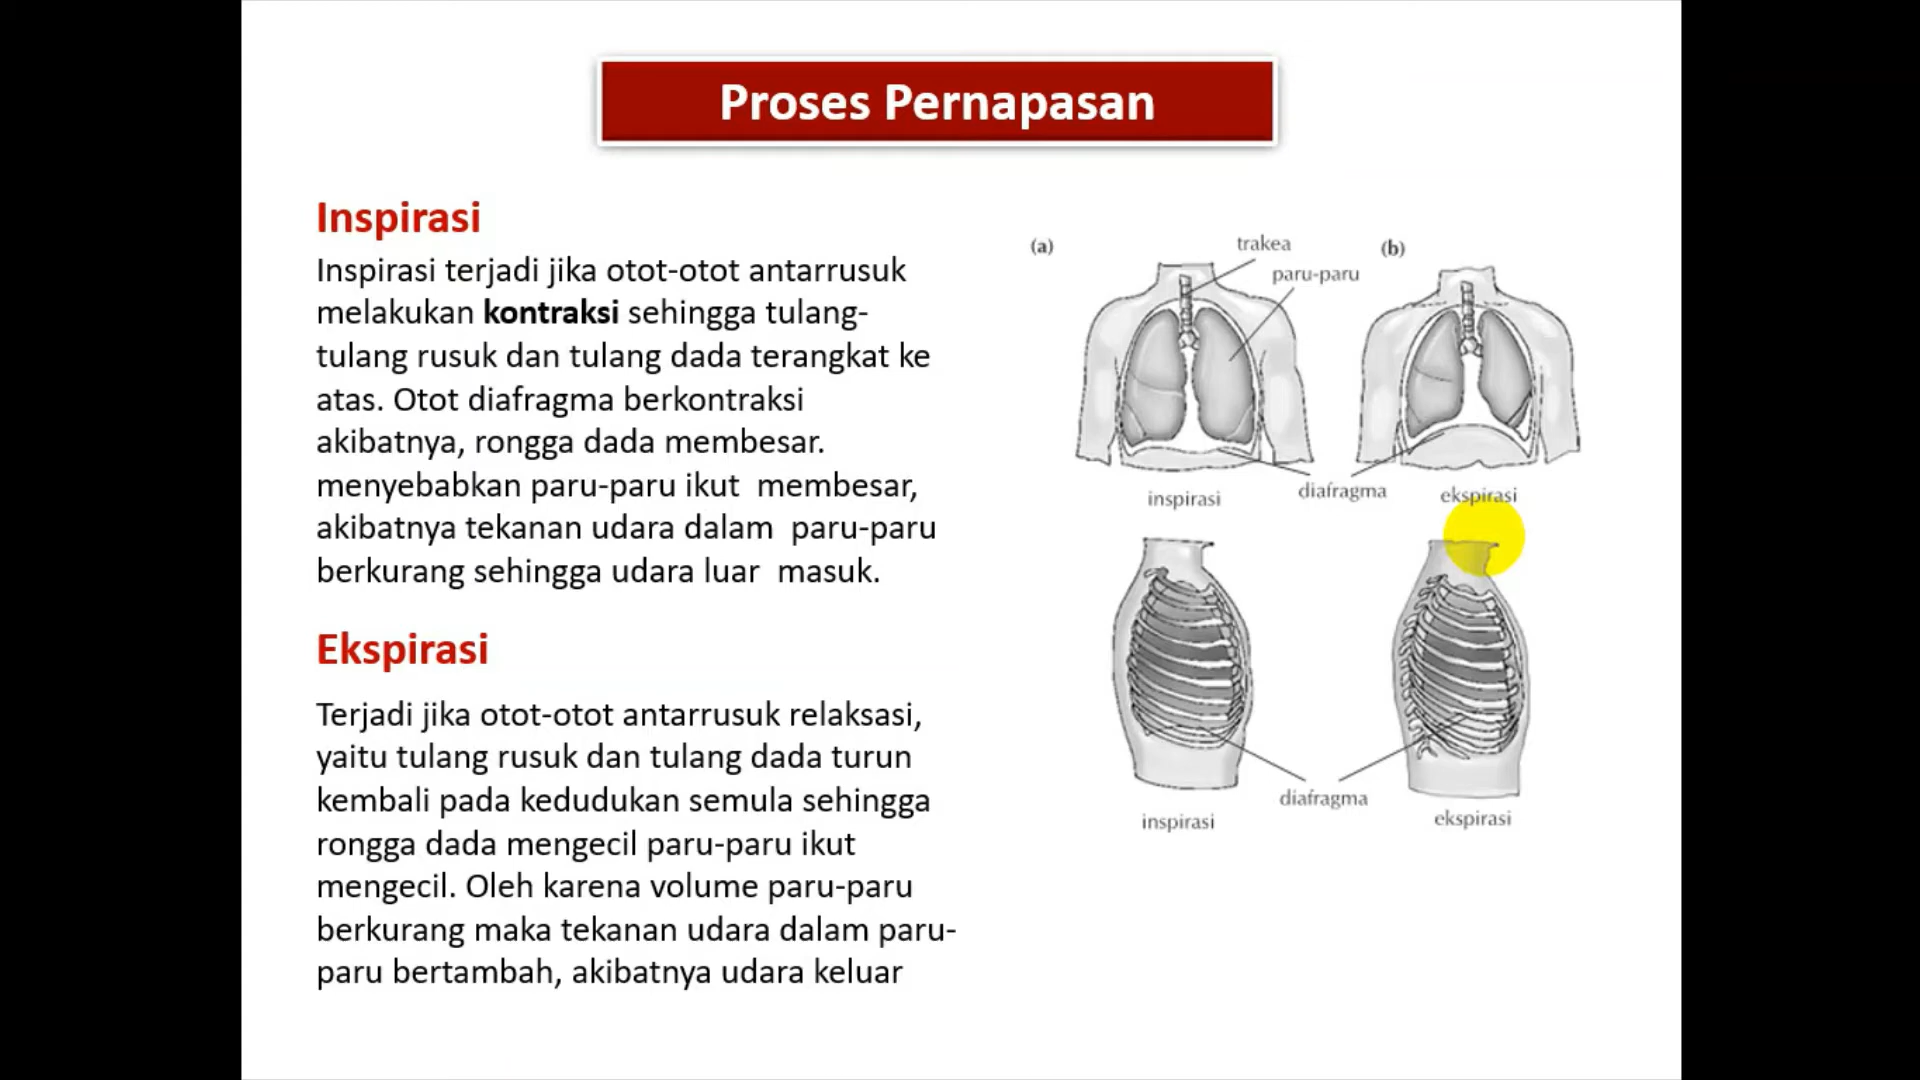 Proses Pernapasan
Inspirasi
Inspirasi terjadi jika otot-otot antarrusuk
melakukan kontraksi sehingga tulang-
tulang rusuk dan tulang dada terangkat ke
atas. Otot diafragma berkontraksi
akibatnya, rongga dada membesar.
menyebabkan paru-paru ikut  membesar,
akibatnya tekanan udara dalam  paru-paru
berkurang sehingga udara luar  masuk.
Ekspirasi
Terjadi jika otot-otot antarrusuk relaksasi,
yaitu tulang rusuk dan tulang dada turun
kembali pada kedudukan semula sehingga
rongga dada mengecil paru-paru ikut
mengecil. Oleh karena volume paru-paru
berkurang maka tekanan udara dalam paru-
paru bertambah, akibatnya udara keluar
(a)
trakea
(b)
paru-paru
inspirasi
diafragma
ekspirasi
diafragma
inspirasi
ekspirasi